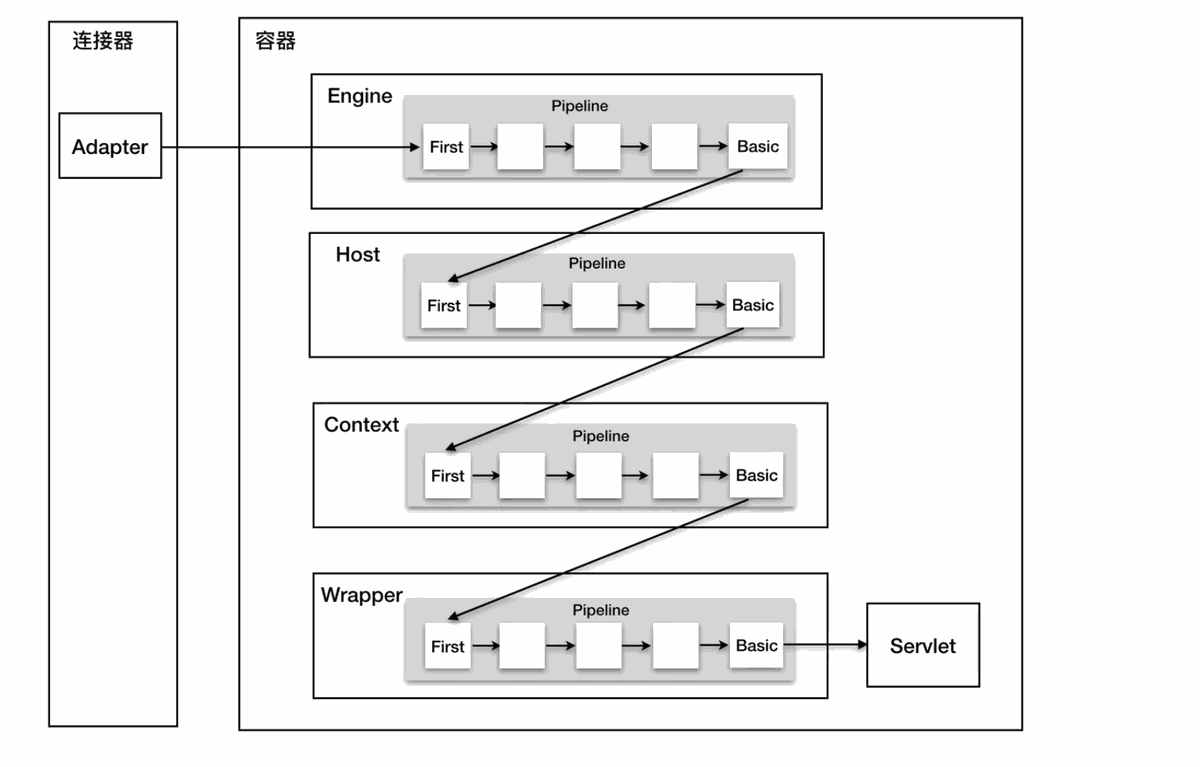 连接器
容器
Engine
Pipeline
Adapter
First
Basic
Host
Pipeline
First
Basic
Context
Pipeline
First
Basic
Wrapper
Pipeline
First
Basic
Servlet